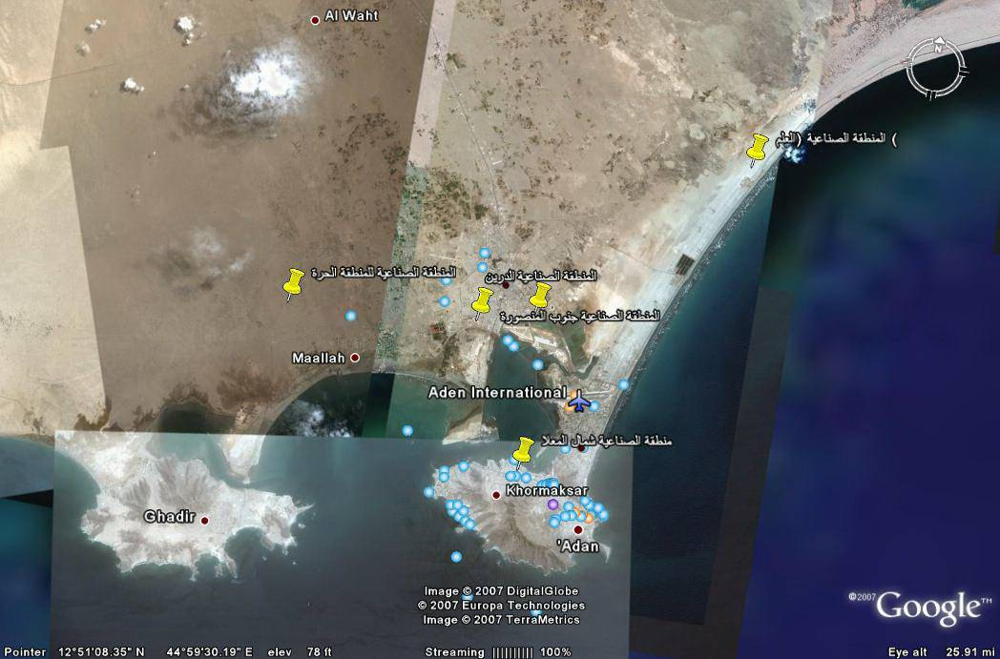 Al Waht
N
المنطقة الصناعية (العلم )
المنطقة الصناعية للمنطقة الحرة
المنطقة الصناعية الدرين
المنطقة الصناعية جنوب المنصورة
Maallah
Aden International
منطقة الصناعية شمال المعلا
Khormaksar
Ghadir
'Adan
Image © 2007 DigitalGlobe
© 2007 Europa Technologies
Image © 2007 TerraMetrics
©2007 Google™
Pointer 12°51'08.35" N 44°59'30.19" E elev 78 ft Streaming |||||||||| 100% Eye alt 25.91 mi